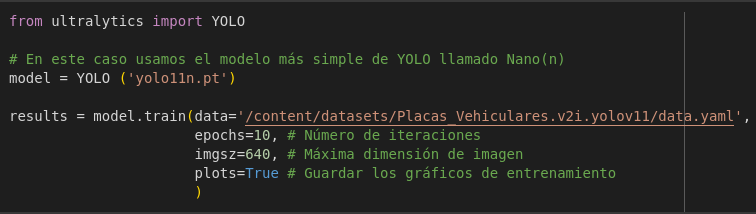 from ultralytics import YOLO
# En este caso usamos el modelo más simple de YOLO llamado Nano(n)
model = YOLO ('yolo11n.pt')
results = model.train(data='/content/datasets/Placas_Vehiculares.v2i.yolov11/data.yaml',
epochs=10, # Número de iteraciones
imgsz=640, # Máxima dimensión de imagen
plots=True # Guardar los gráficos de entrenamiento
)